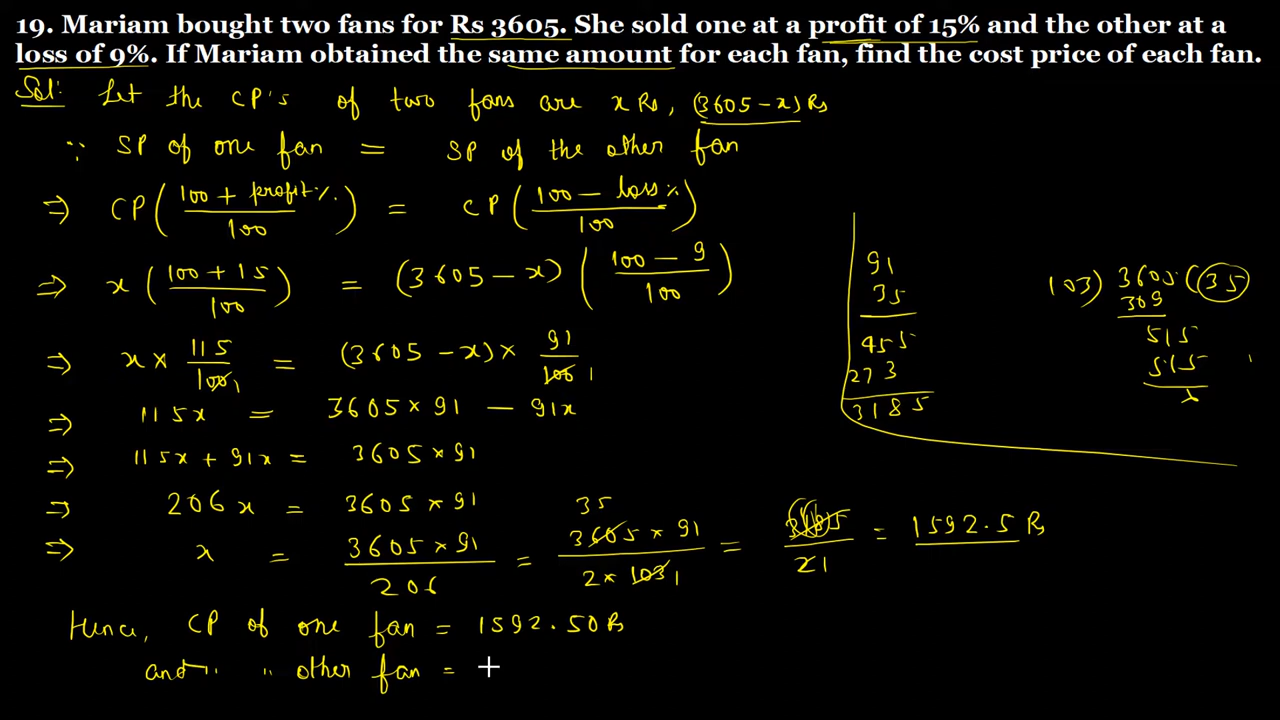 19. Mariam bought two fans for Rs 3605. She sold one at a profit of 15% and the other at a
loss of 9%. If Mariam obtained the same amount for each fan, find the cost price of each fan.
Sol: Let the CP's of two fans are x Rs, (3605-x) Rs
∵ SP of one fan = SP of the other fan
⇒ CP((100 + profit%)/100) = CP((100 - loss%)/100)
⇒ x((100 + 15)/100) = (3605 - x)((100 - 9)/100)
⇒ x × 115/100 1 = (3605 - x) × 91/100 1
⇒ 115x = 3605 × 91 - 91x
⇒ 115x + 91x = 3605 × 91
⇒ 206x = 3605 × 91
⇒ x = (3605 × 91)/206 = 35 (3605 × 91)/(2 × 103 1) = 3185/2 1 = 1592.5 Rs
Hence, CP of one fan = 1592.50 Rs
and " " other fan =
91
35
455
273
3185
103) 3605 (35
309
515
515
x